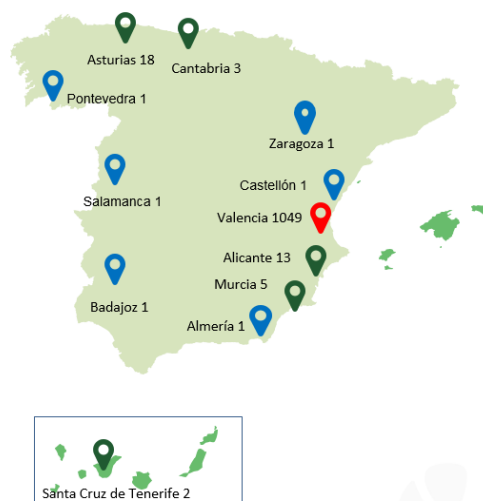 Asturias 18
Cantabria 3
Pontevedra 1
Zaragoza 1
Castellón 1
Salamanca 1
Valencia 1049
Alicante 13
Murcia 5
Badajoz 1
Almería 1
Santa Cruz de Tenerife 2